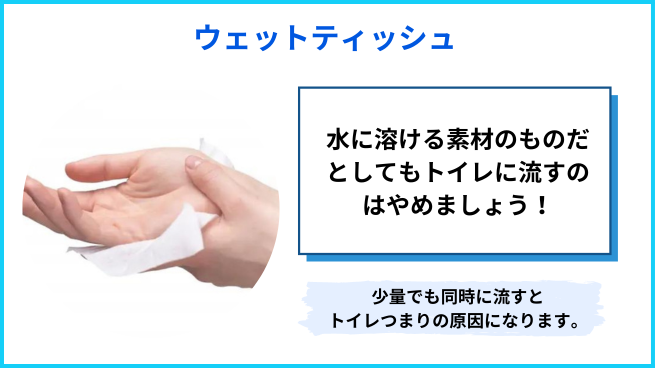 ウェットティッシュ
水に溶ける素材のものだ
としてもトイレに流すの
はやめましょう！
少量でも同時に流すと
トイレつまりの原因になります。